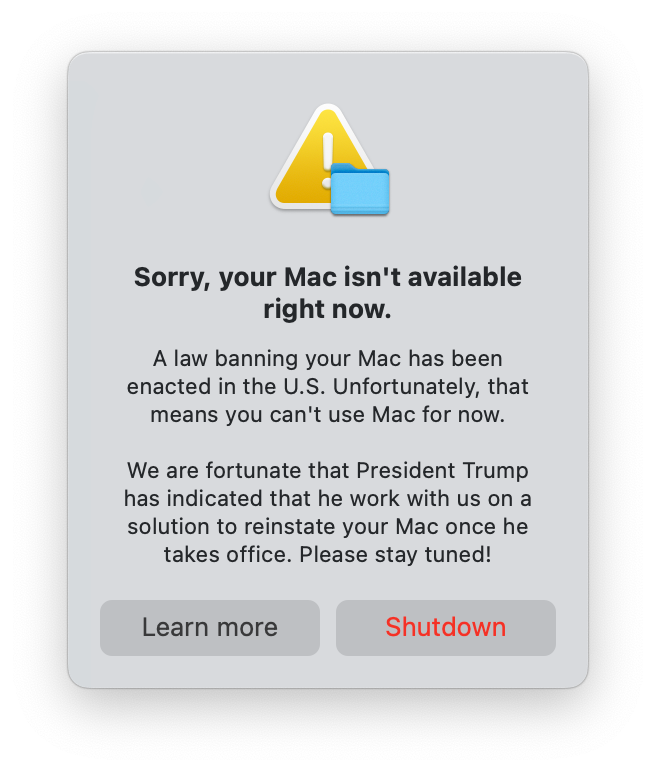 Sorry, your Mac isn't available
right now.
A law banning your Mac has been
enacted in the U.S. Unfortunately, that
means you can't use Mac for now.
We are fortunate that President Trump
has indicated that he work with us on a
solution to reinstate your Mac once he
takes office. Please stay tuned!
Learn more
Shutdown